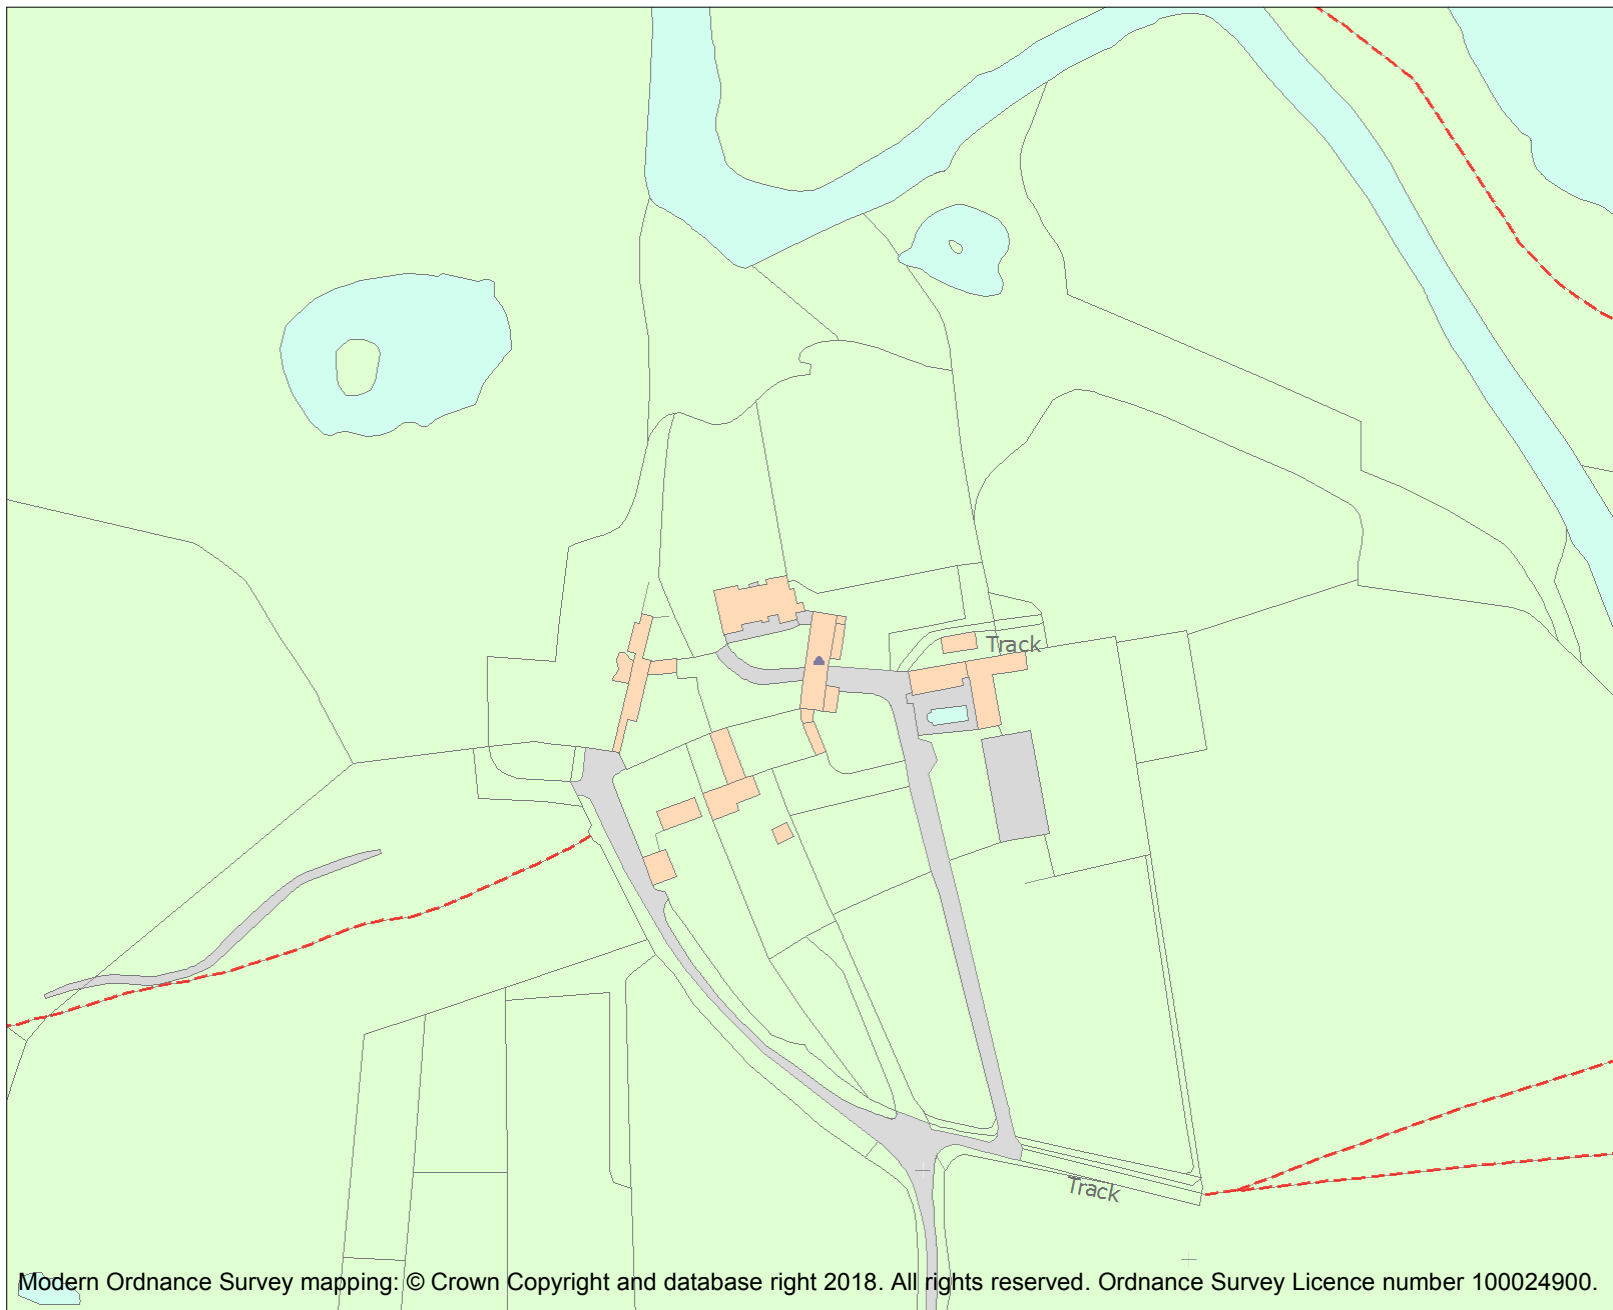 Track
Track
Modern Ordnance Survey mapping: © Crown Copyright and database right 2018. All rights reserved. Ordnance Survey Licence number 100024900.